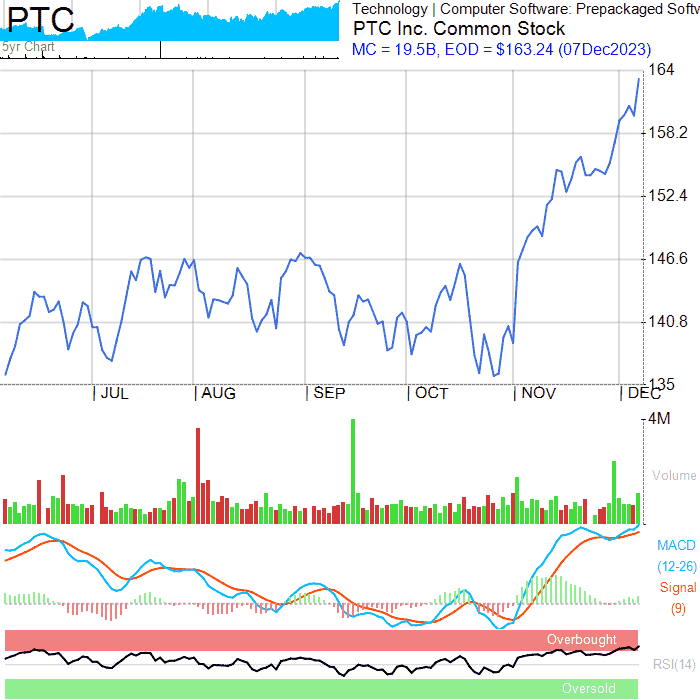 PTC
5yr Chart
Technology | Computer Software: Prepackaged Softw
PTC Inc. Common Stock
MC = 19.5B, EOD = $163.24 (07Dec2023)
164
158.2
152.4
146.6
140.8
135
| JUL | AUG | SEP | OCT | NOV | DEC
4M
Volume
MACD
(12-26)
Signal
(9)
Overbought
RSI(14)
Oversold